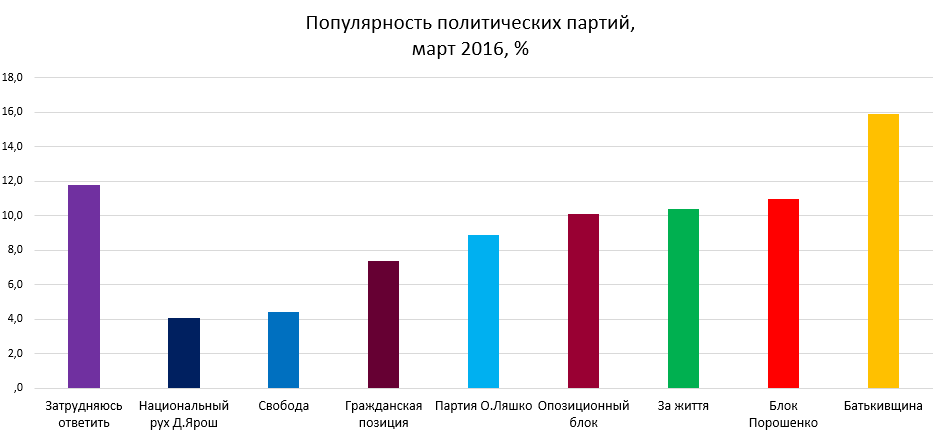 Популярность политических партий,
март 2016, %
18,0
16,0
14,0
12,0
10,0
8,0
6,0
4,0
2,0
,0
Затрудняюсь
ответить
Национальный
рух Д.Ярош
Свобода
Гражданская
позиция
Партия О.Ляшко
Опозиционный
блок
За життя
Блок
Порошенко
Батькивщина